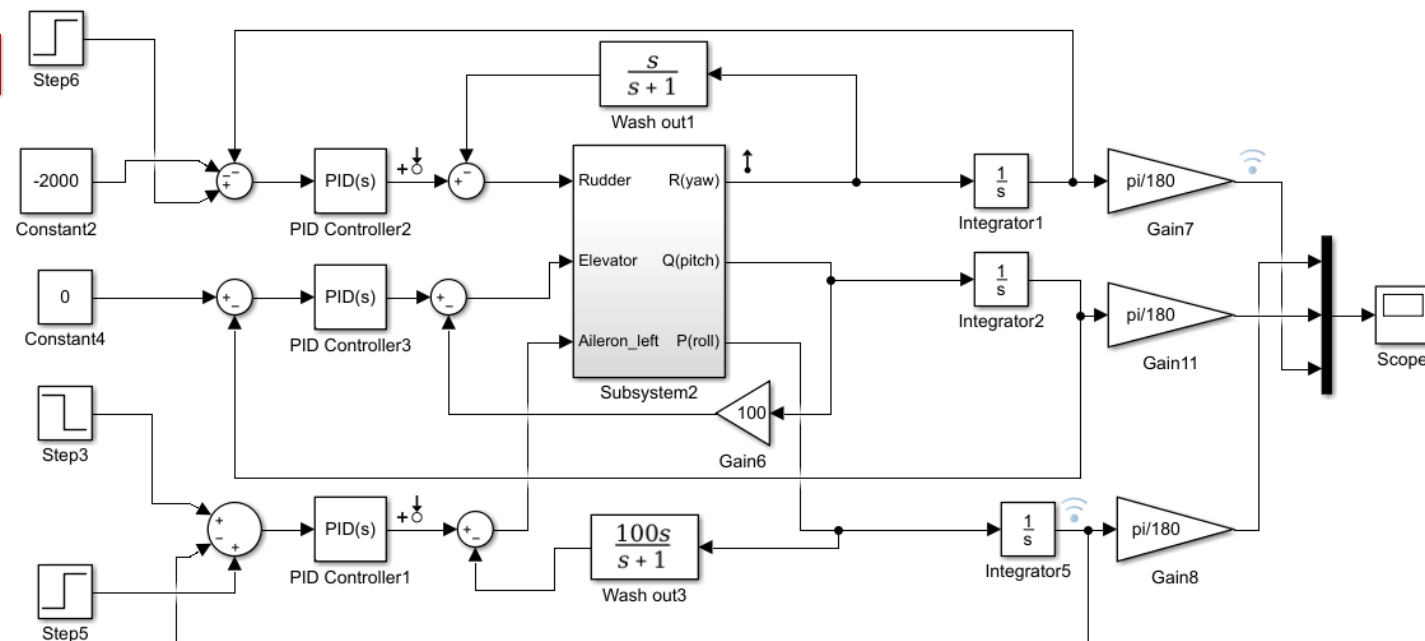 Step6
s
s + 1
Wash out1
-2000
Constant2
− −
+
PID(s)
PID Controller2
+
+ −
Rudder
R(yaw)
1
s
Integrator1
pi/180
Gain7
0
Constant4
+ −
PID(s)
PID Controller3
+ −
Elevator
Q(pitch)
1
s
Integrator2
pi/180
Gain11
Scope
Aileron_left
P(roll)
Subsystem2
100
Gain6
Step3
+
−
+
PID(s)
PID Controller1
+
+ −
100s
s + 1
Wash out3
1
s
Integrator5
pi/180
Gain8
Step5